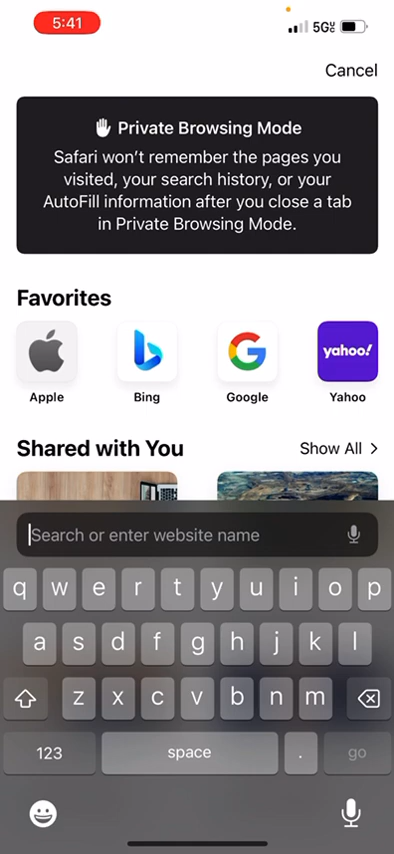 5:41
5G UC
Cancel
Private Browsing Mode
Safari won't remember the pages you
visited, your search history, or your
AutoFill information after you close a tab
in Private Browsing Mode.
Favorites
yahoo!
Apple Bing Google Yahoo
Shared with You Show All
Search or enter website name
q w e r t y u i o p
a s d f g h j k l
z x c v b n m
123 space . go